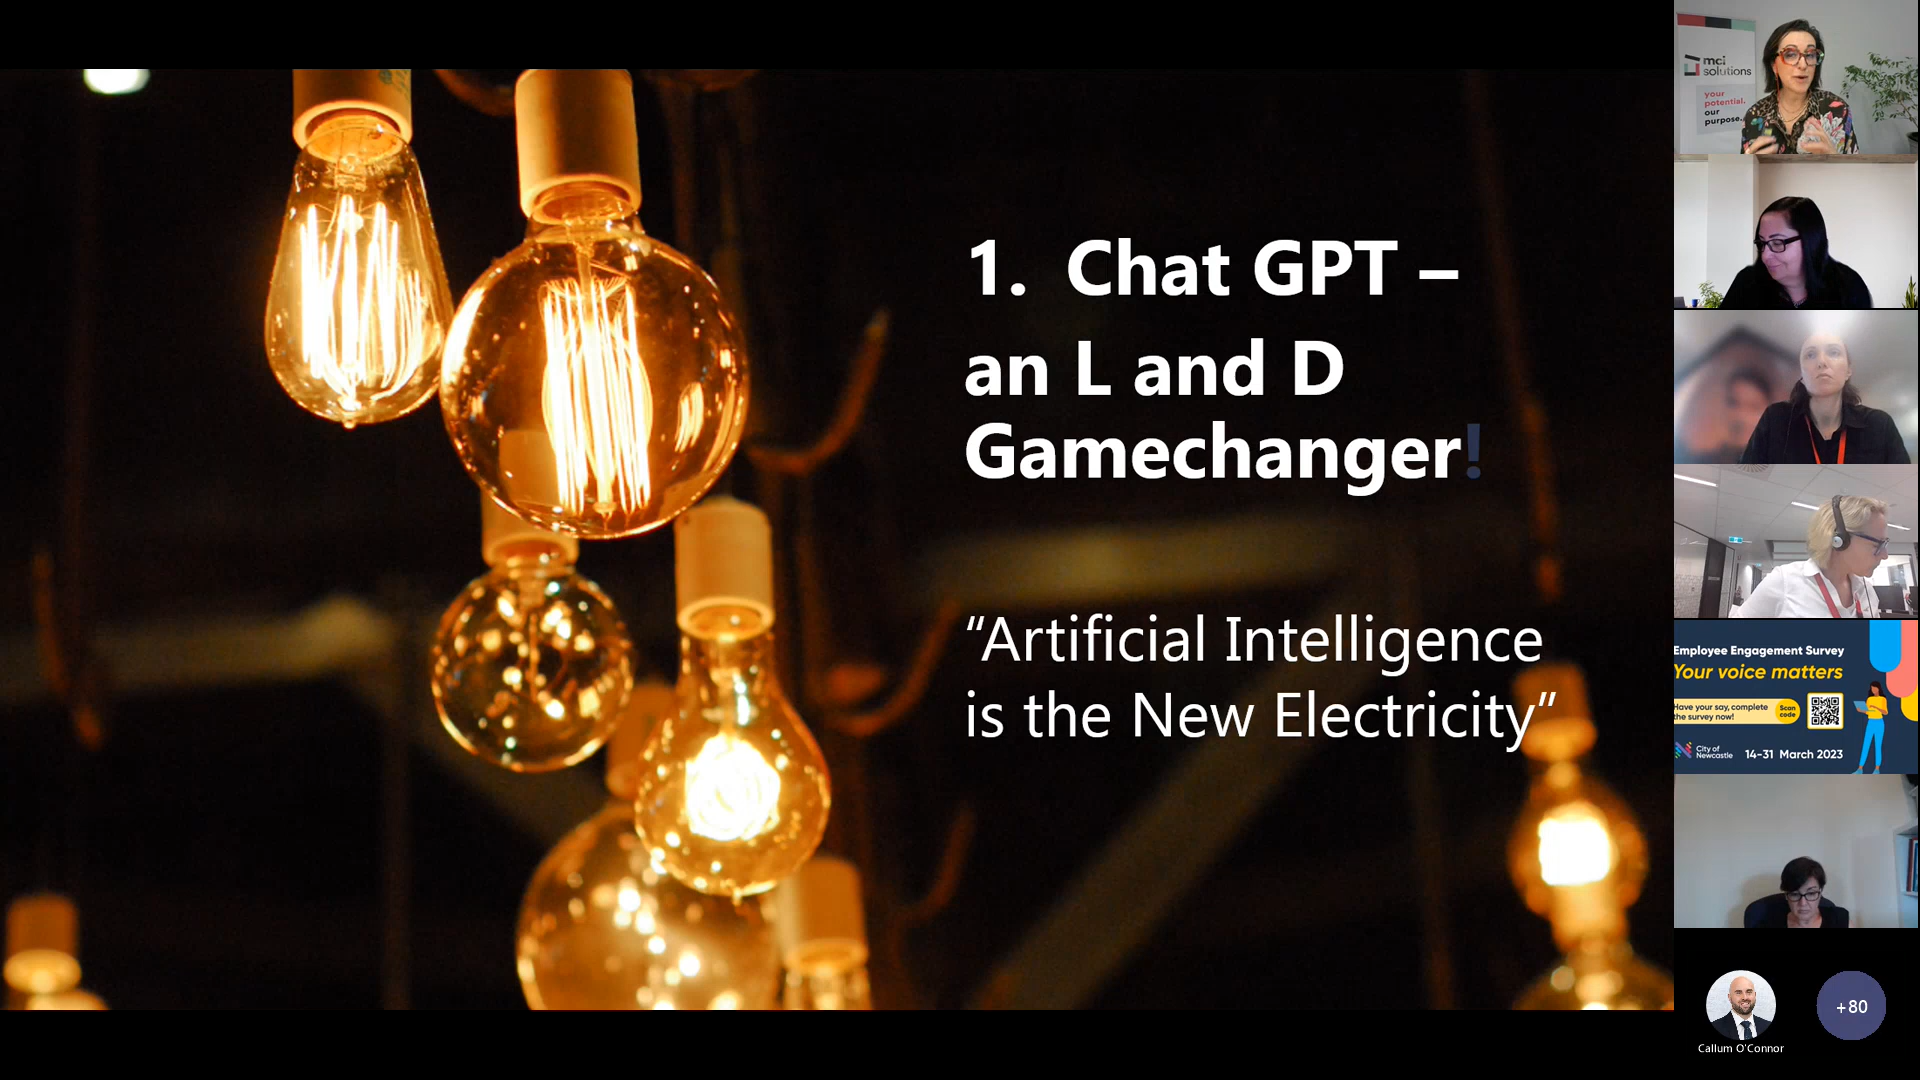 1. Chat GPT –
an L and D
Gamechanger!
“Artificial Intelligence
is the New Electricity”
mci
solutions
your
potential.
our
purpose.
Employee Engagement Survey
Your voice matters
Have your say, complete
the survey now!
Scan
code
City of
Newcastle
14-31 March 2023
Callum O'Connor
+80